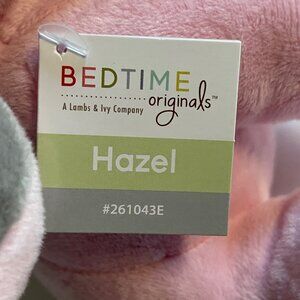 BEDTIME
originals™
A Lambs & Ivy Company
Hazel
#261043E